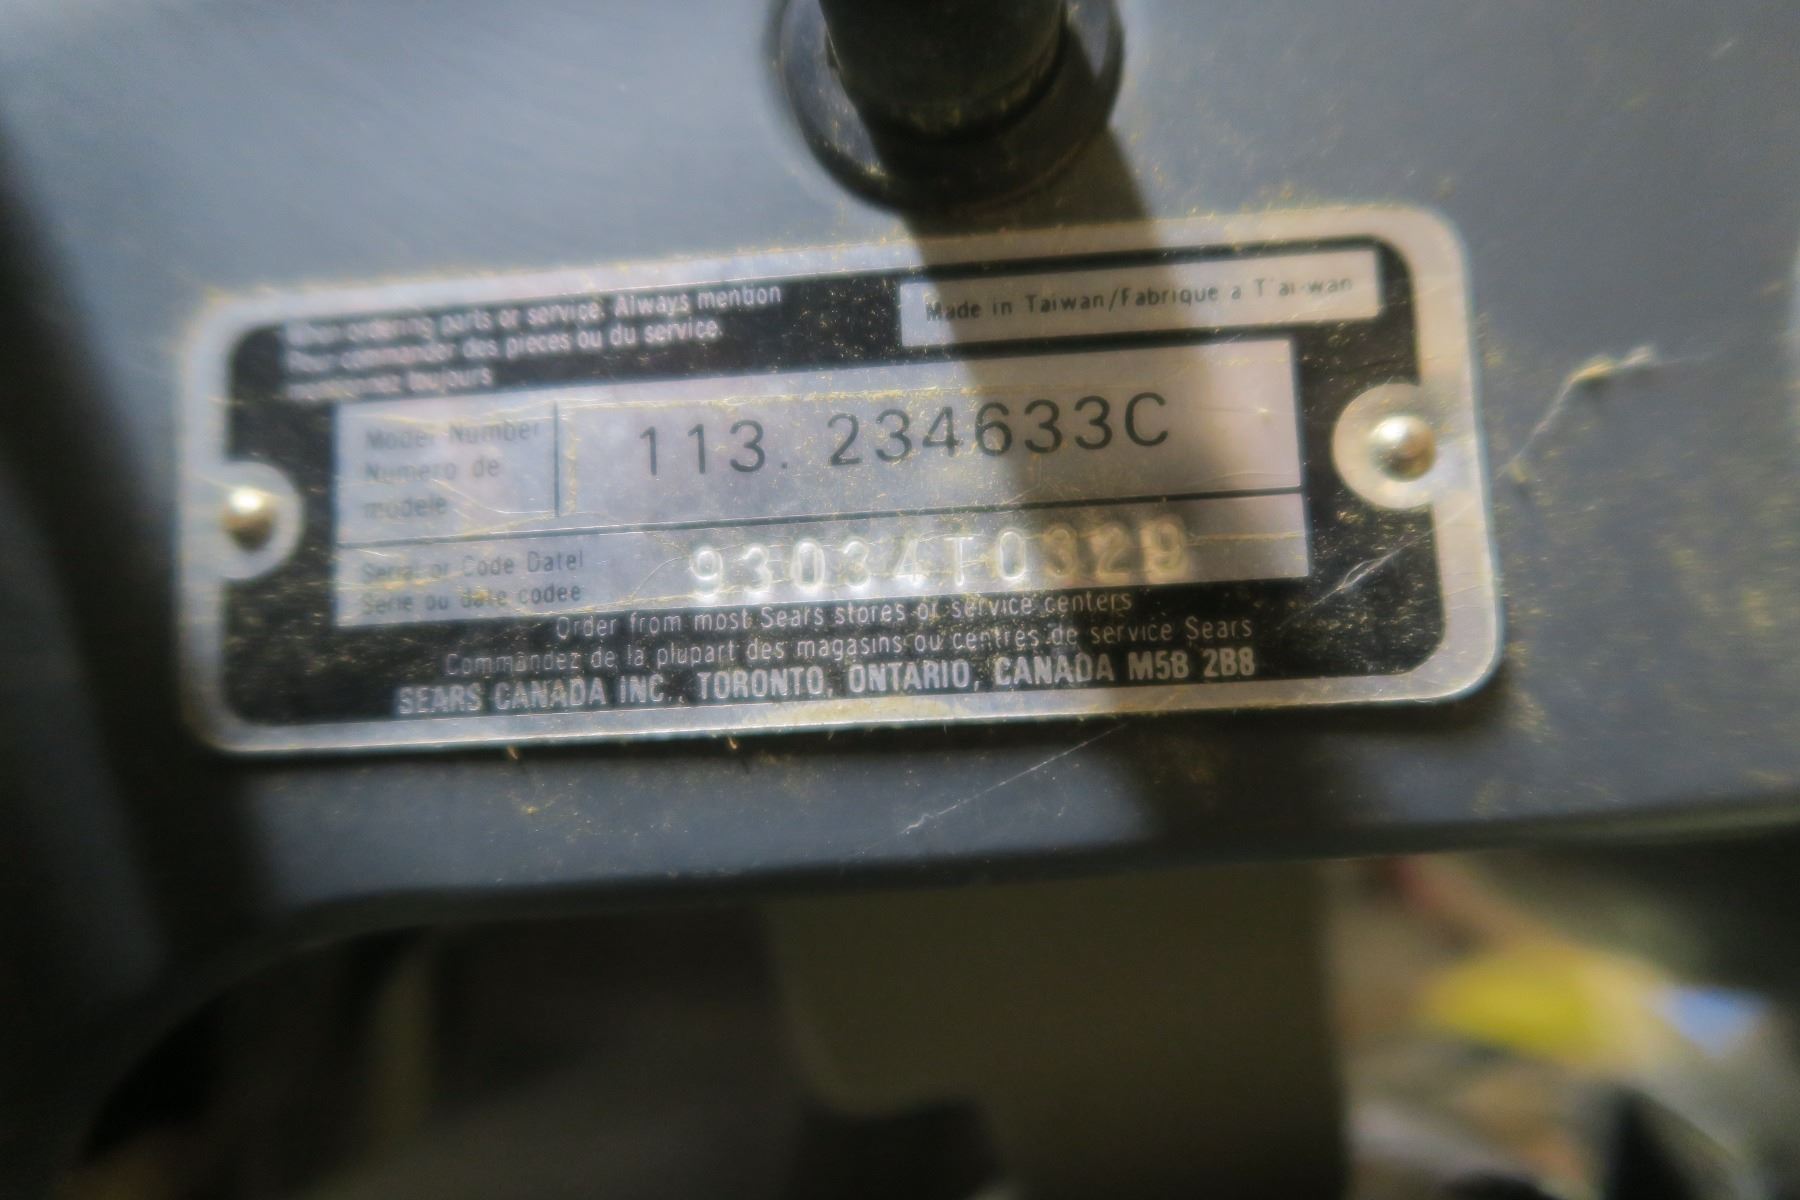 When ordering parts or service. Always mention
Pour commander des pieces ou du service.
mentionnez toujours
Made in Taiwan/Fabrique a T'ai-wan
Model Number
Numero de
modele
113. 234633C
Serial or Code Date/
Serie ou date codee
93034T0329
Order from most Sears stores or service centers
Commandez de la plupart des magasins ou centres de service Sears
SEARS CANADA INC., TORONTO, ONTARIO, CANADA M5B 2B8